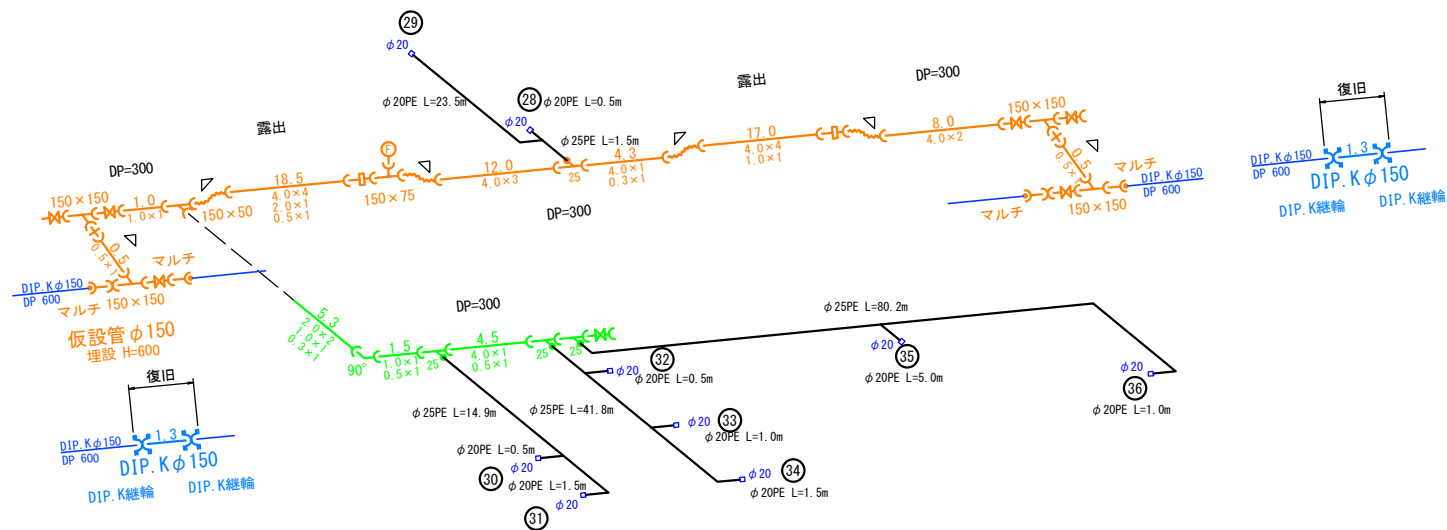 29
φ20
φ20PE L=23.5m
28
φ20PE L=0.5m
φ20
φ25PE L=1.5m
露出
DP=300
150×150
復旧
露出
DP=300
150×150
1.0
1.0×1
150×50
18.5
4.0×4
2.0×1
0.5×1
F
150×75
12.0
4.0×3
25
4.3
4.0×1
0.3×1
17.0
4.0×4
1.0×1
8.0
4.0×2
0.5
0.5×1
マルチ
DIP.Kφ150
DP 600
マルチ
150×150
DIP.Kφ150
DP 600
1.3
DIP.Kφ150
DIP.K継輪
DIP.K継輪
DP=300
0.5
0.5×1
マルチ
DIP.Kφ150
DP 600
マルチ
150×150
仮設管φ150
埋設 H=600
5.3
2.0×2
1.0×1
0.3×1
90°
DP=300
1.5
1.0×1
0.5×1
25
4.5
4.0×1
0.5×1
25
25
φ25PE L=80.2m
32
φ20
φ20PE L=0.5m
35
φ20
φ20PE L=5.0m
36
φ20
φ20PE L=1.0m
復旧
DIP.Kφ150
DP 600
1.3
DIP.Kφ150
DIP.K継輪
DIP.K継輪
φ25PE L=14.9m
φ25PE L=41.8m
33
φ20
φ20PE L=1.0m
φ20PE L=0.5m
φ20
30
φ20PE L=1.5m
φ20
31
34
φ20
φ20PE L=1.5m